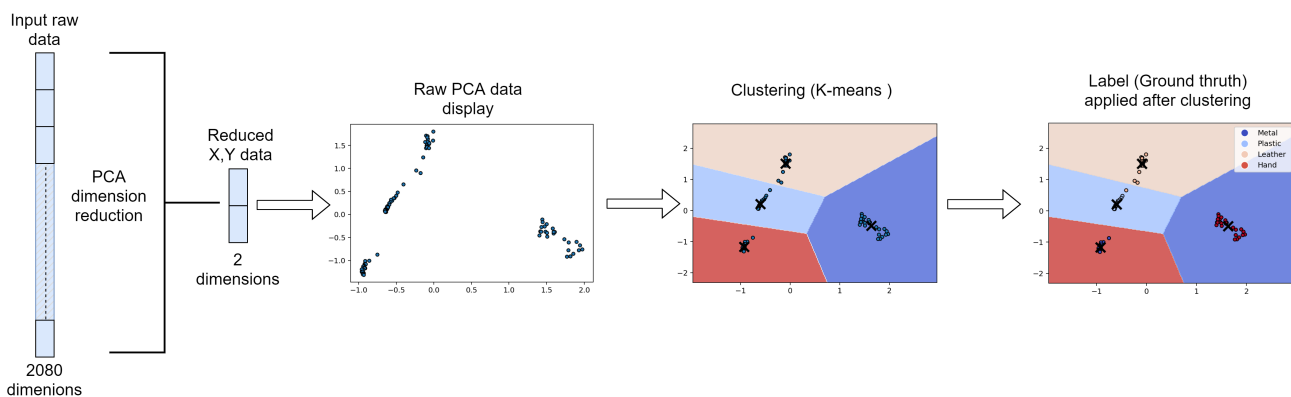 Input raw
data
2080
dimenions
PCA
dimension
reduction
Reduced
X,Y data
2
dimensions
Raw PCA data
display
1.5
1.0
0.5
0.0
−0.5
−1.0
−1.0
−0.5
0.0
0.5
1.0
1.5
2.0
Clustering (K-means )
2
1
0
−1
−2
−1
0
1
2
Label (Ground thruth)
applied after clustering
Metal
Plastic
Leather
Hand
2
1
0
−1
−2
−1
0
1
2